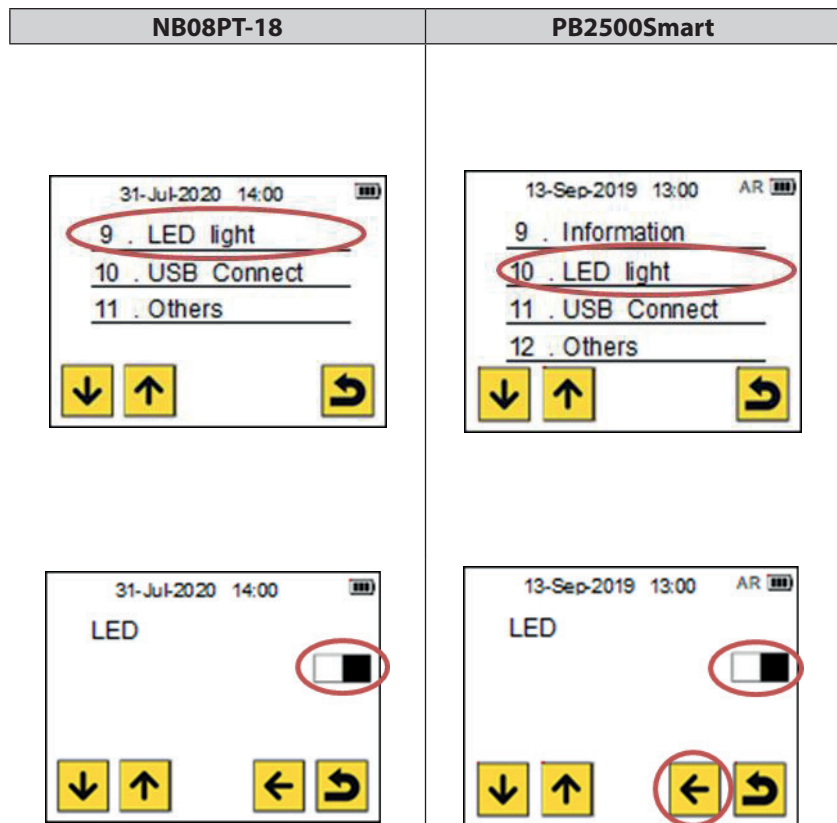 NB08PT-18
PB2500Smart
31-Jul-2020 14:00
9 . LED light
10 . USB Connect
11 . Others
13-Sep-2019 13:00 AR
9 . Information
10 . LED light
11 . USB Connect
12 . Others
31-Jul-2020 14:00
LED
13-Sep-2019 13:00 AR
LED